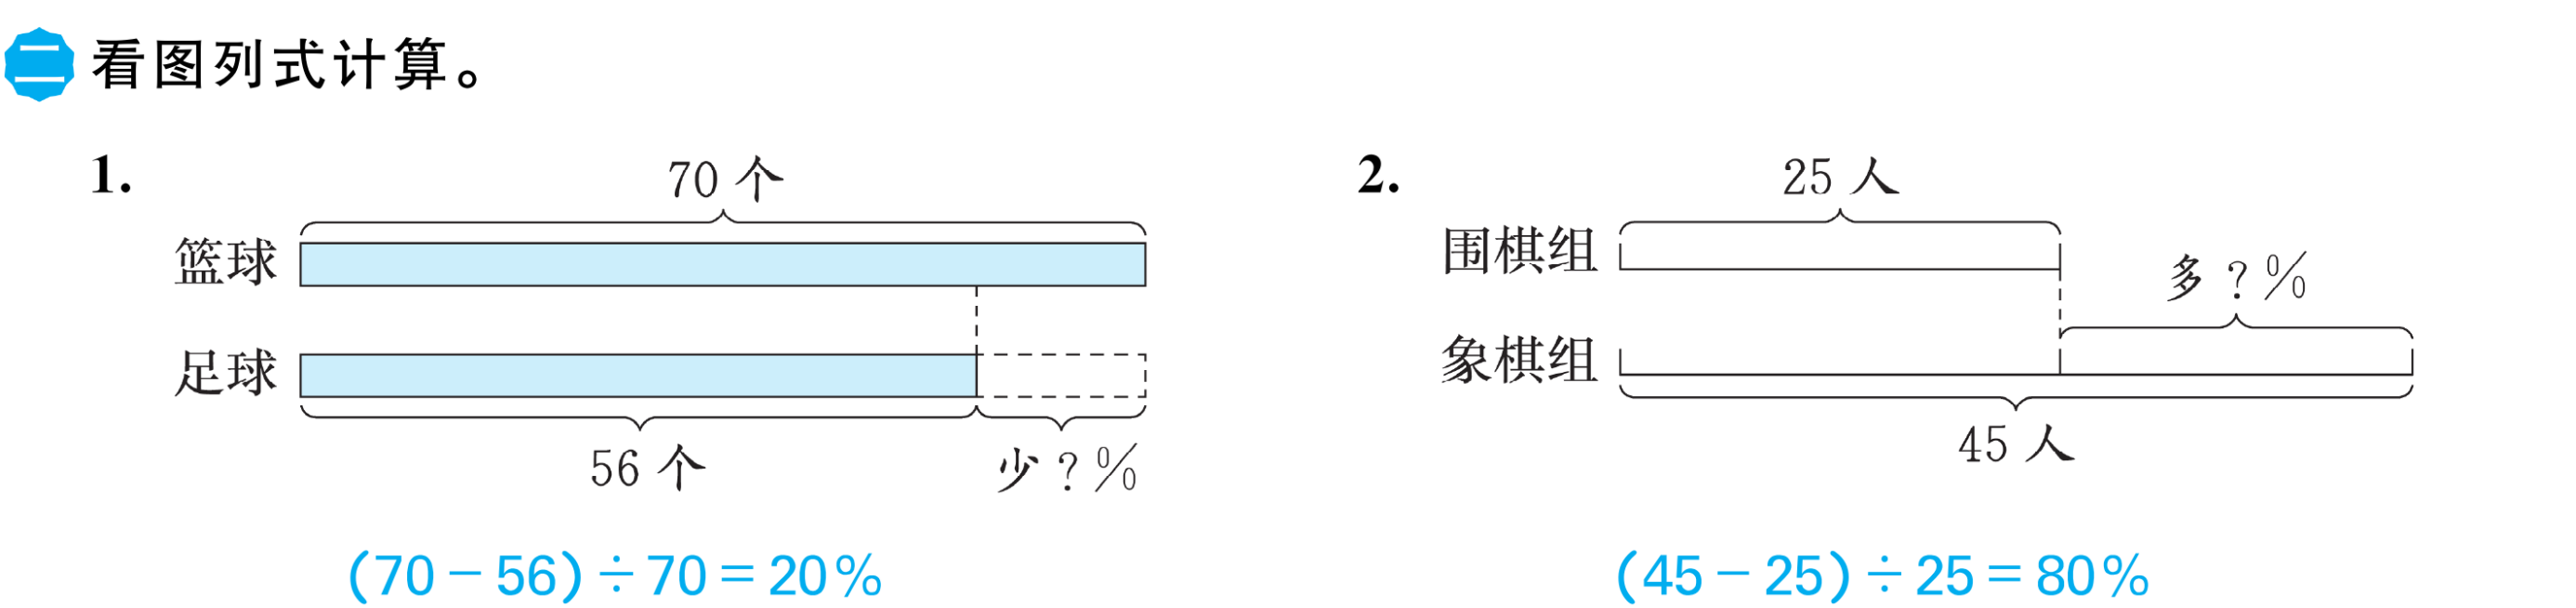 二 看图列式计算。
1.
70 个
篮球
足球
56 个
少?%
(70-56)÷70=20%
2.
25 人
围棋组
多?%
象棋组
45 人
(45-25)÷25=80%